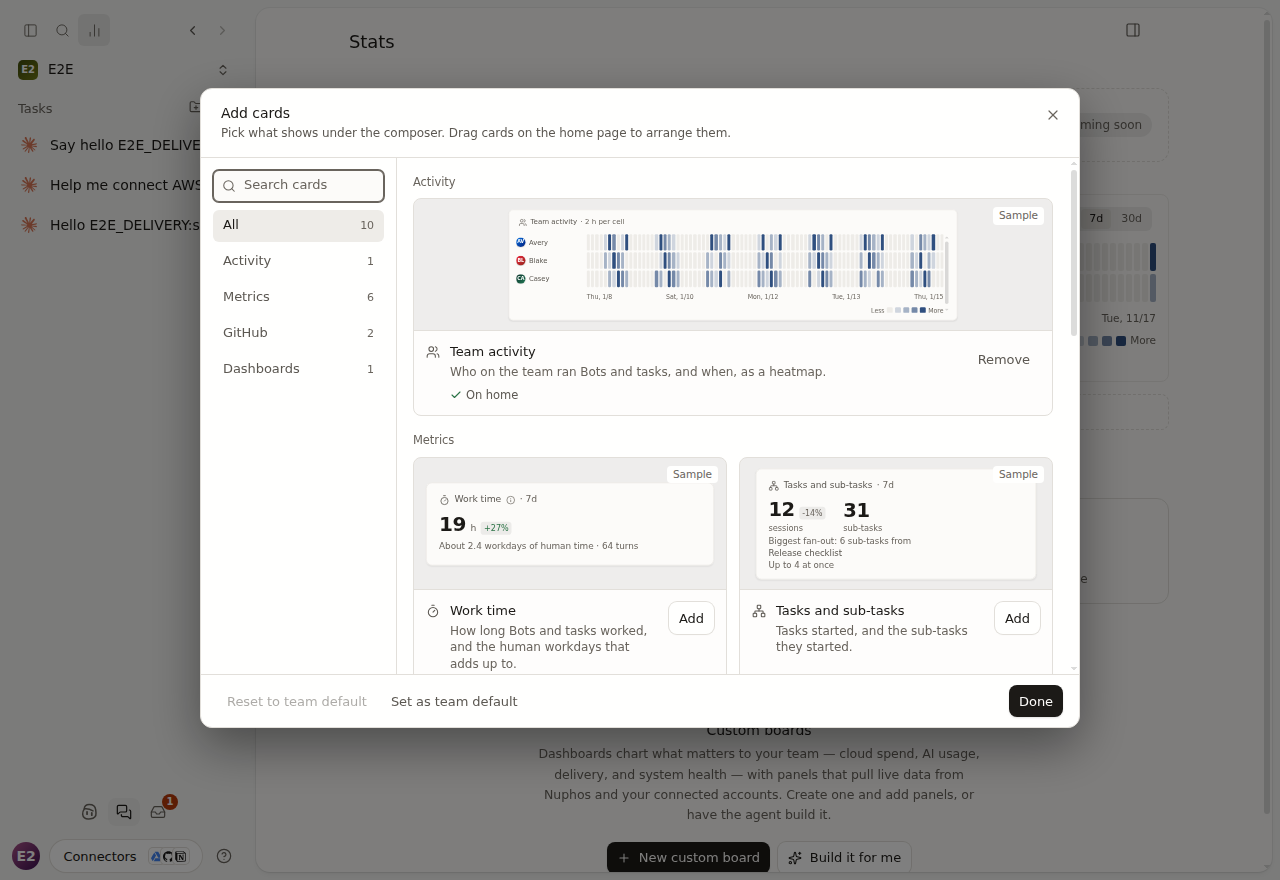 Stats
E2
E2E
Tasks
Say hello E2E_DELIVE
Help me connect AWS
Hello E2E_DELIVERY:s
1
E2
Connectors
Add cards
Pick what shows under the composer. Drag cards on the home page to arrange them.
Search cards
All 10
Activity 1
Metrics 6
GitHub 2
Dashboards 1
Activity
Sample
Team activity · 2 h per cell
AV Avery
BL Blake
CA Casey
Thu, 1/8 Sat, 1/10 Mon, 1/12 Tue, 1/13 Thu, 1/15
Less More
Team activity
Who on the team ran Bots and tasks, and when, as a heatmap.
On home
Remove
Metrics
Sample
Work time · 7d
19 h +27%
About 2.4 workdays of human time · 64 turns
Work time
How long Bots and tasks worked,
and the human workdays that
adds up to.
Add
Sample
Tasks and sub-tasks · 7d
12 -14% 31
sessions sub-tasks
Biggest fan-out: 6 sub-tasks from
Release checklist
Up to 4 at once
Tasks and sub-tasks
Tasks started, and the sub-tasks
they started.
Add
Reset to team default
Set as team default
Done
ming soon
7d 30d
Tue, 11/17
More
Custom boards
Dashboards chart what matters to your team — cloud spend, AI usage,
delivery, and system health — with panels that pull live data from
Nuphos and your connected accounts. Create one and add panels, or
have the agent build it.
New custom board
Build it for me